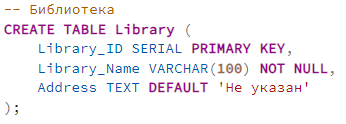 -- Библиотека
CREATE TABLE Library (
    Library_ID SERIAL PRIMARY KEY,
    Library_Name VARCHAR(100) NOT NULL,
    Address TEXT DEFAULT 'Не указан'
);